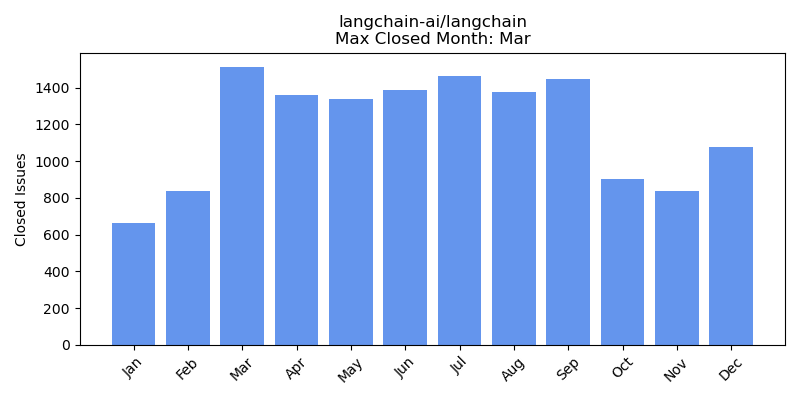 langchain-ai/langchain
Max Closed Month: Mar
Closed Issues
1400
1200
1000
800
600
400
200
0
Jan
Feb
Mar
Apr
May
Jun
Jul
Aug
Sep
Oct
Nov
Dec